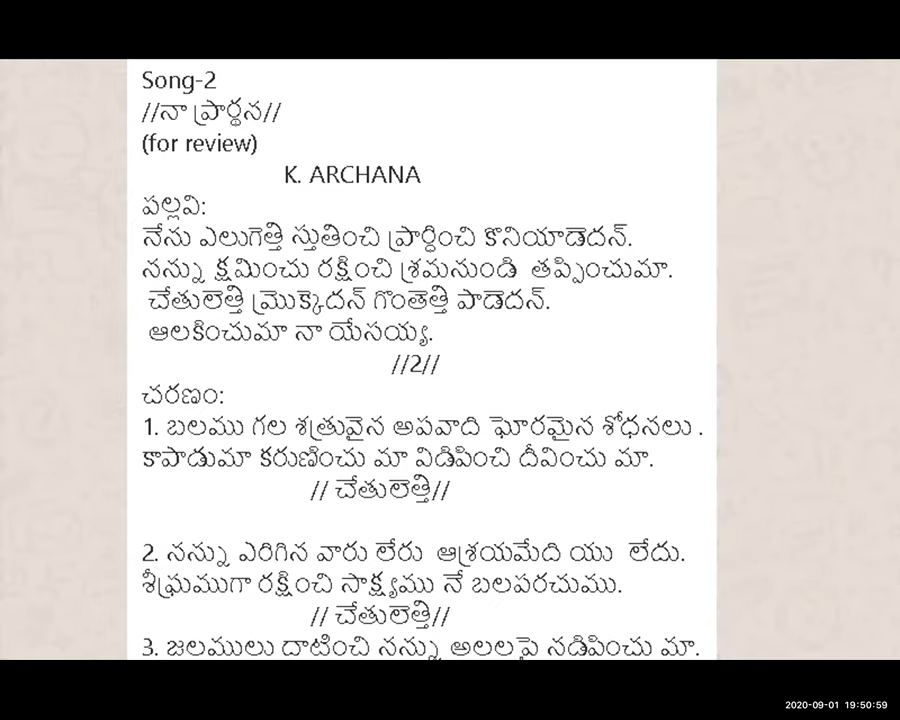 Song-2
//నా ప్రార్థన//
(for review)
K. ARCHANA
పల్లవి:
నేను ఎలుగెత్తి స్తుతించి ప్రార్ధించి కొనియాడెదన్.
నన్ను క్షమించు రక్షించి శ్రమనుండి తప్పించుమా.
చేతులెత్తి మ్రొక్కెదన్ గొంతెత్తి పాడెదన్.
ఆలకించుమా నా యేసయ్య.
//2//
చరణం:
1. బలము గల శత్రువైన అపవాది ఘోరమైన శోధనలు .
కాపాడుమా కరుణించు మా విడిపించి దీవించు మా.
// చేతులెత్తి//
2. నన్ను ఎరిగిన వారు లేరు ఆశ్రయమేది యు లేదు.
శీఘ్రముగా రక్షించి సాక్ష్యము నే బలపరచుము.
// చేతులెత్తి//
3. జలములు దాటించి నన్ను అలలపై నడిపించు మా.
2020-09-01 19:50:59